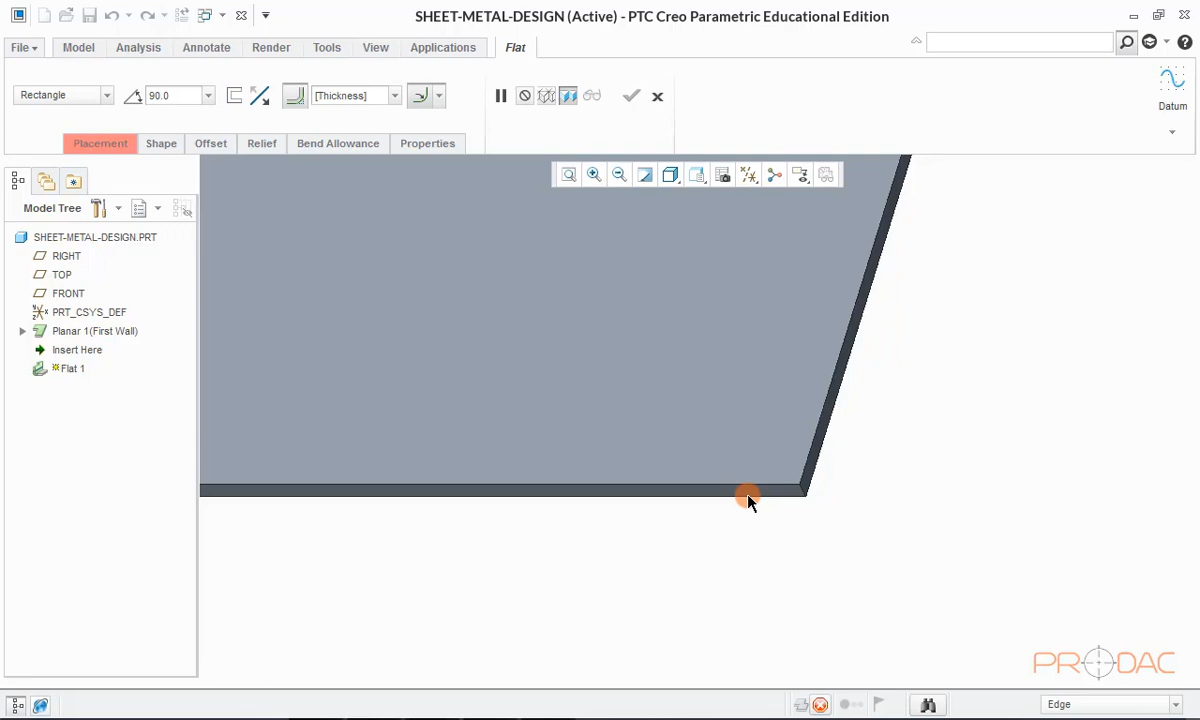 SHEET-METAL-DESIGN (Active) - PTC Creo Parametric Educational Edition
File Model Analysis Annotate Render Tools View Applications Flat
Rectangle 90.0 [Thickness]
Datum
Placement Shape Offset Relief Bend Allowance Properties
Model Tree
SHEET-METAL-DESIGN.PRT
RIGHT
TOP
FRONT
PRT_CSYS_DEF
Planar 1(First Wall)
Insert Here
Flat 1
PRODAC
Edge